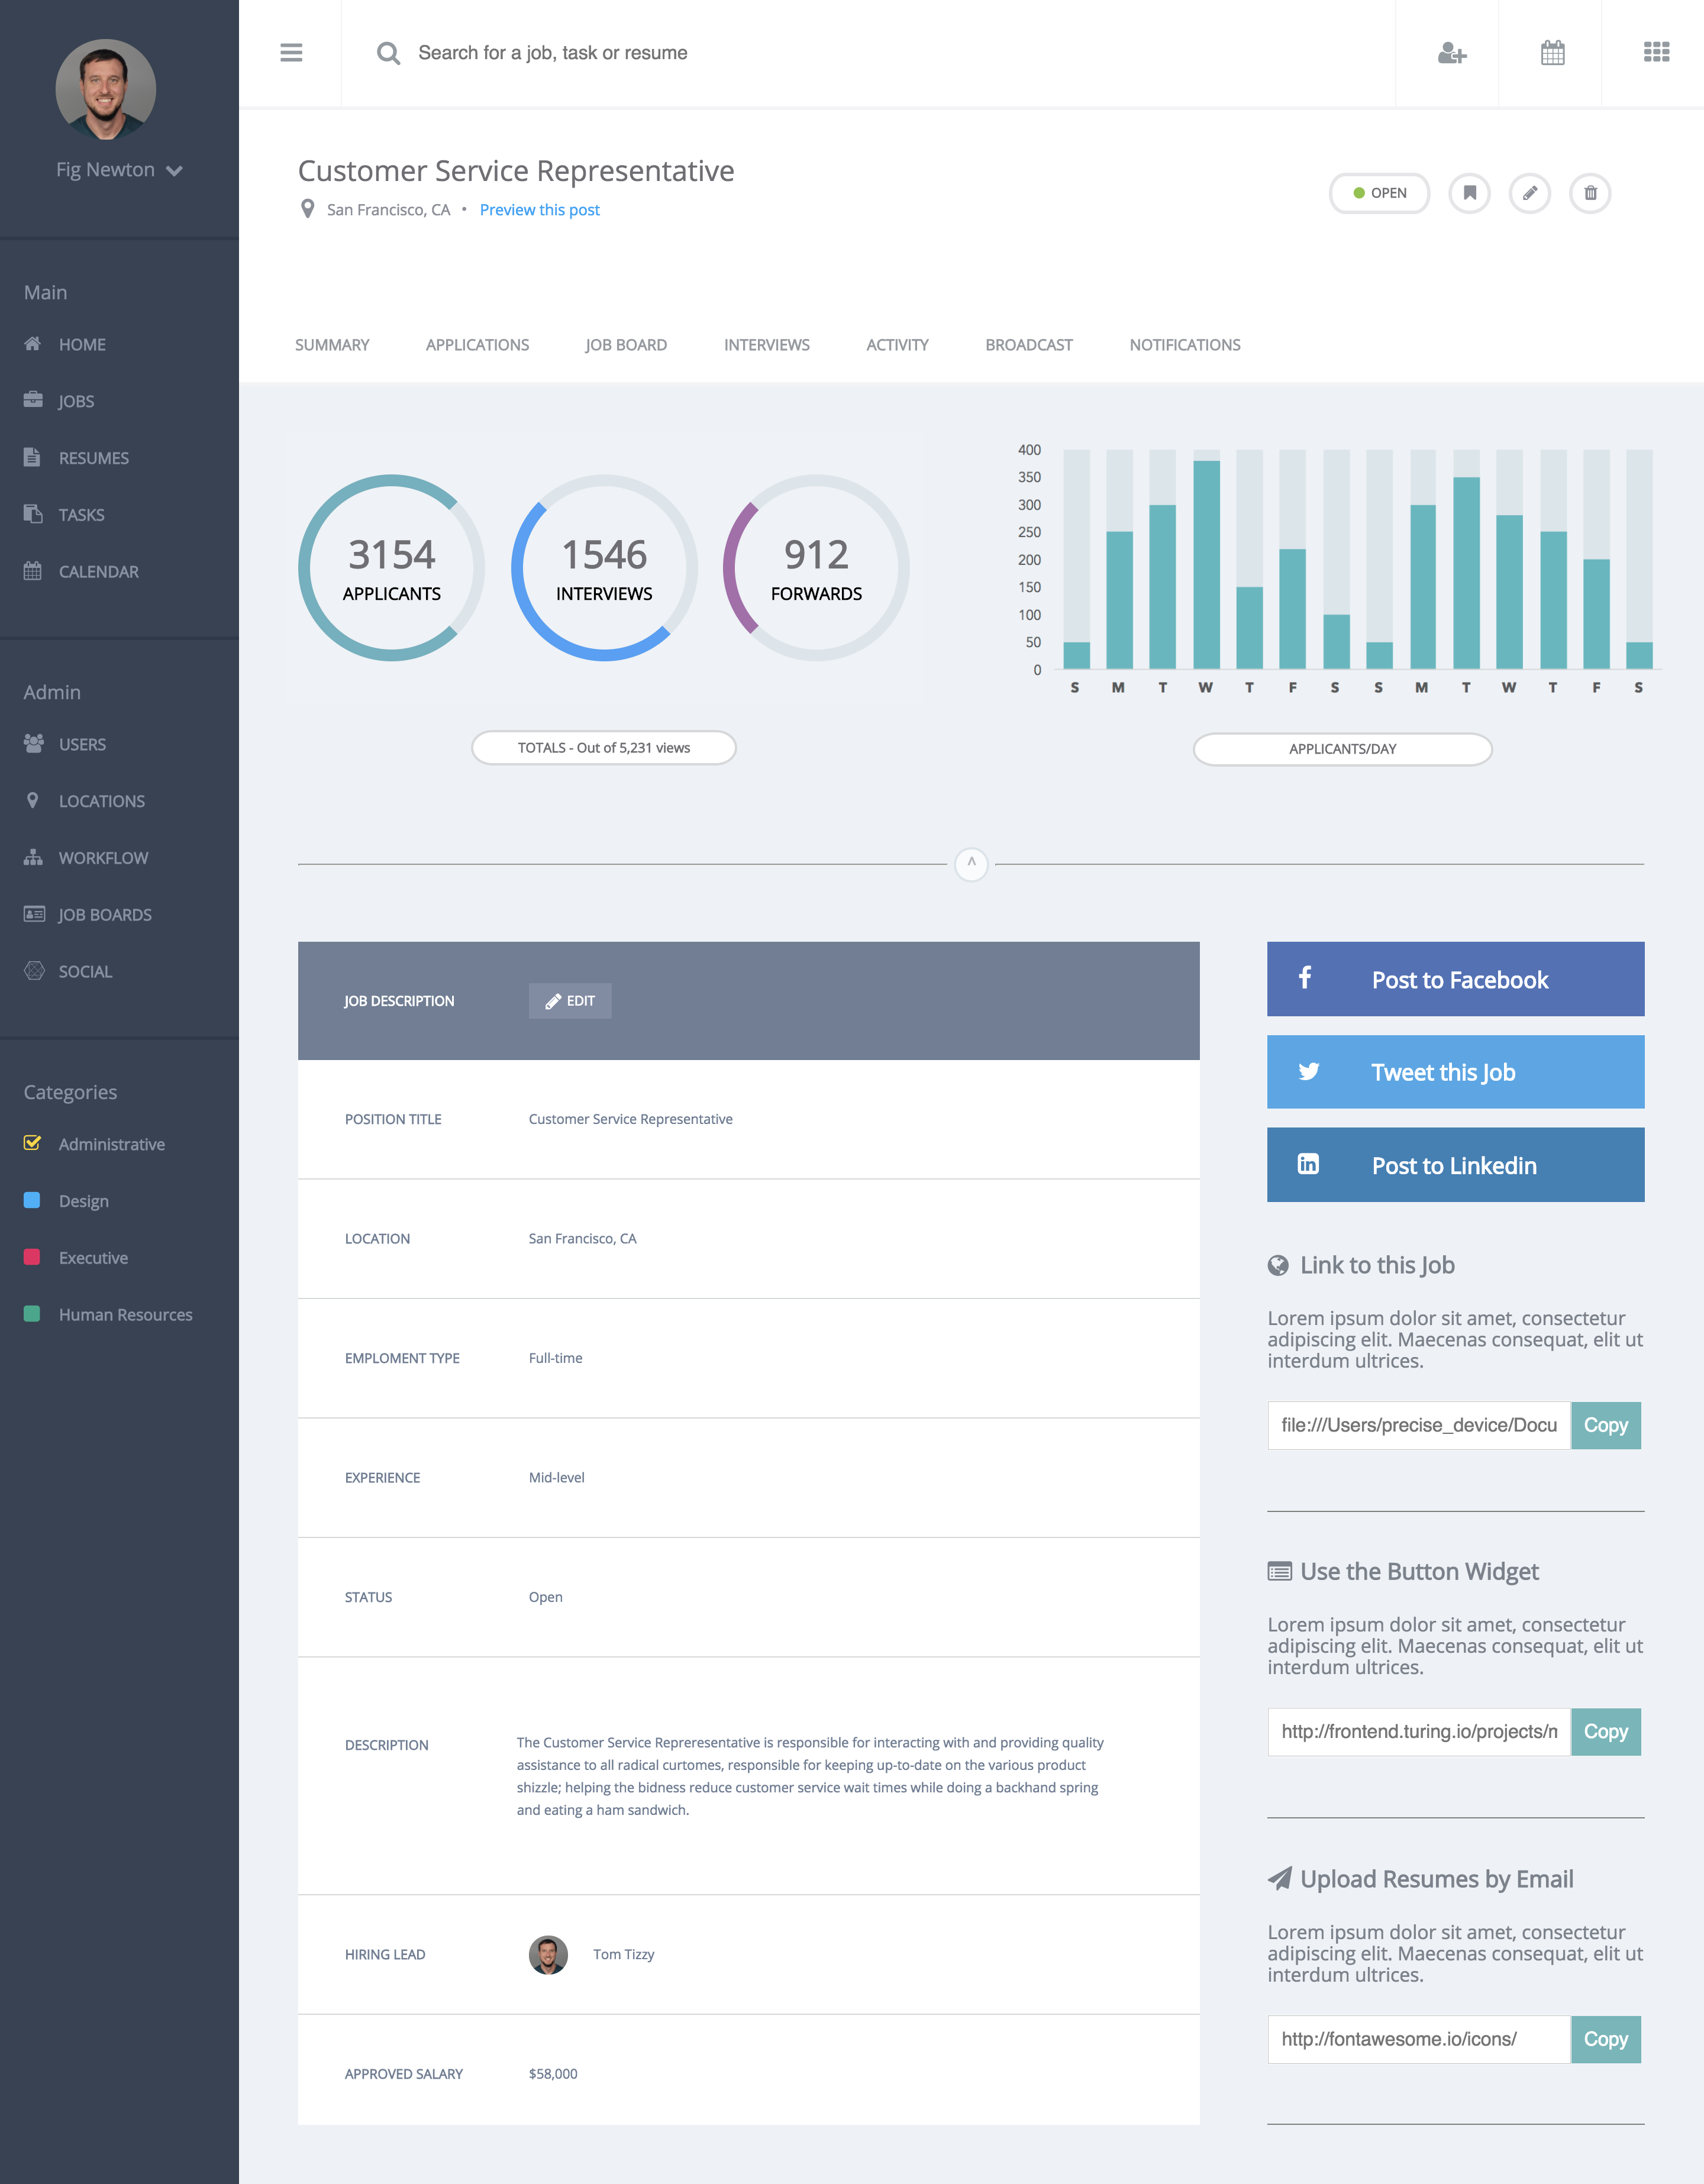 Fig Newton
Main
HOME
JOBS
RESUMES
TASKS
CALENDAR
Admin
USERS
LOCATIONS
WORKFLOW
JOB BOARDS
SOCIAL
Categories
Administrative
Design
Executive
Human Resources
Search for a job, task or resume
Customer Service Representative
San Francisco, CA • Preview this post
OPEN
SUMMARY APPLICATIONS JOB BOARD INTERVIEWS ACTIVITY BROADCAST NOTIFICATIONS
3154
APPLICANTS
1546
INTERVIEWS
912
FORWARDS
TOTALS - Out of 5,231 views
400
350
300
250
200
150
100
50
0
S M T W T F S S M T W T F S
APPLICANTS/DAY
^
JOB DESCRIPTION EDIT
POSITION TITLE Customer Service Representative
LOCATION San Francisco, CA
EMPLOMENT TYPE Full-time
EXPERIENCE Mid-level
STATUS Open
DESCRIPTION
The Customer Service Repreresentative is responsible for interacting with and providing quality
assistance to all radical curtomes, responsible for keeping up-to-date on the various product
shizzle; helping the bidness reduce customer service wait times while doing a backhand spring
and eating a ham sandwich.
HIRING LEAD Tom Tizzy
APPROVED SALARY $58,000
Post to Facebook
Tweet this Job
Post to Linkedin
Link to this Job
Lorem ipsum dolor sit amet, consectetur
adipiscing elit. Maecenas consequat, elit ut
interdum ultrices.
file:///Users/precise_device/Docu Copy
Use the Button Widget
Lorem ipsum dolor sit amet, consectetur
adipiscing elit. Maecenas consequat, elit ut
interdum ultrices.
http://frontend.turing.io/projects/n Copy
Upload Resumes by Email
Lorem ipsum dolor sit amet, consectetur
adipiscing elit. Maecenas consequat, elit ut
interdum ultrices.
http://fontawesome.io/icons/ Copy